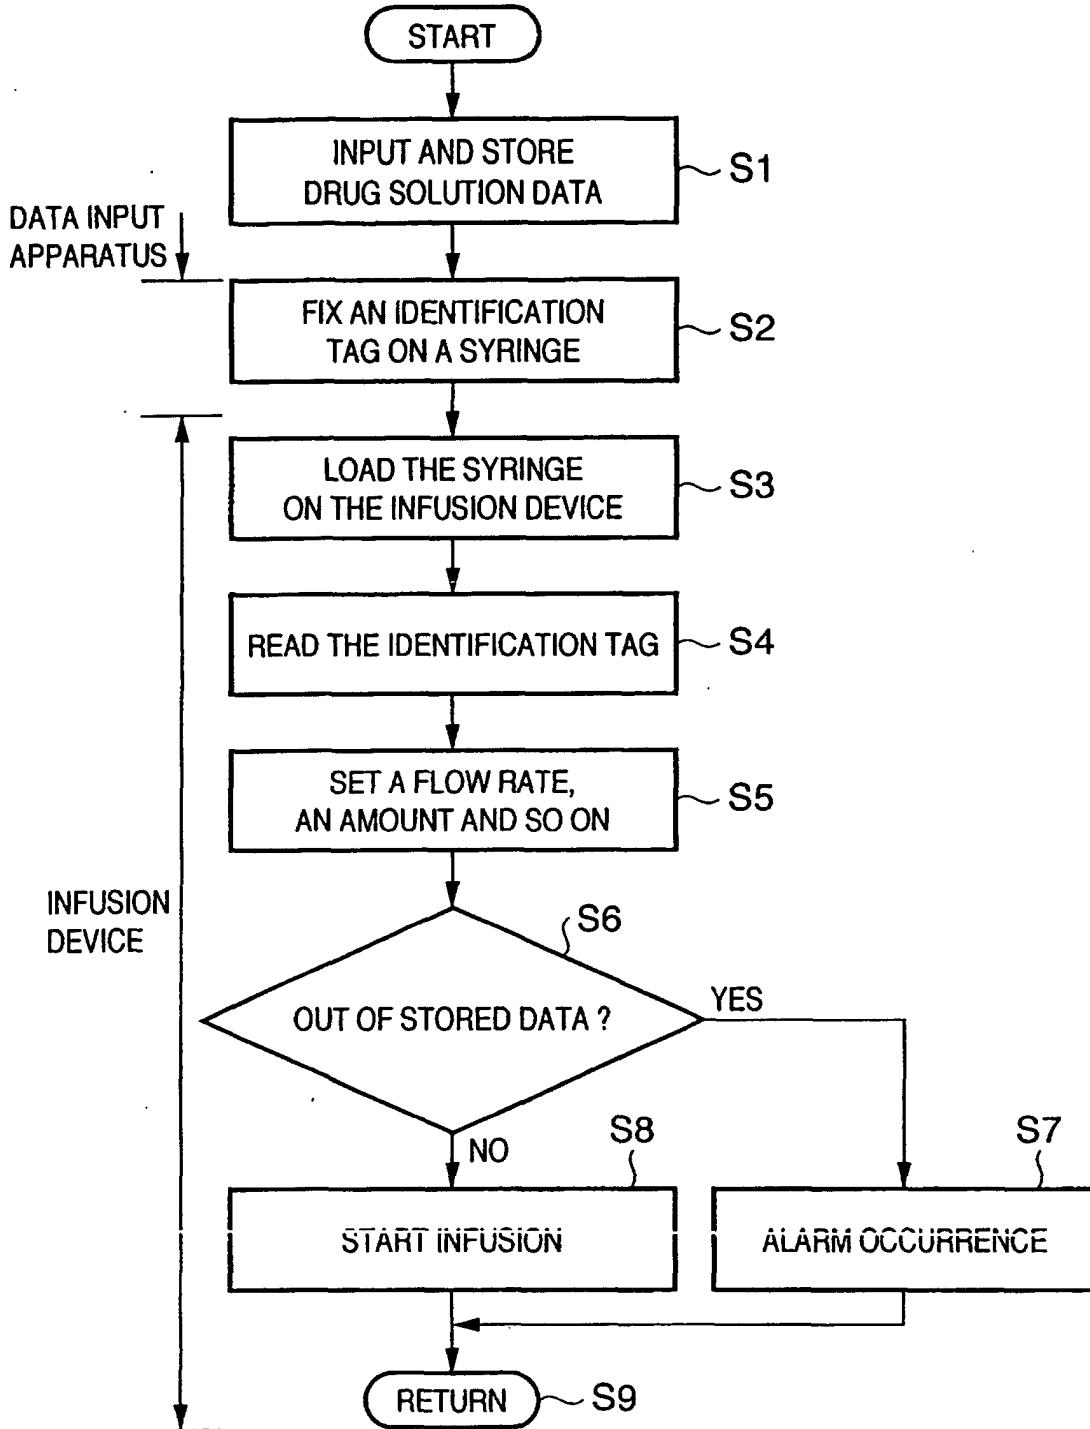 START
INPUT AND STORE
DRUG SOLUTION DATA
S1
DATA INPUT
APPARATUS
FIX AN IDENTIFICATION
TAG ON A SYRINGE
S2
LOAD THE SYRINGE
ON THE INFUSION DEVICE
S3
READ THE IDENTIFICATION TAG
S4
SET A FLOW RATE,
AN AMOUNT AND SO ON
S5
INFUSION
DEVICE
S6
OUT OF STORED DATA ?
YES
NO
S8
S7
START INFUSION
ALARM OCCURRENCE
RETURN
S9